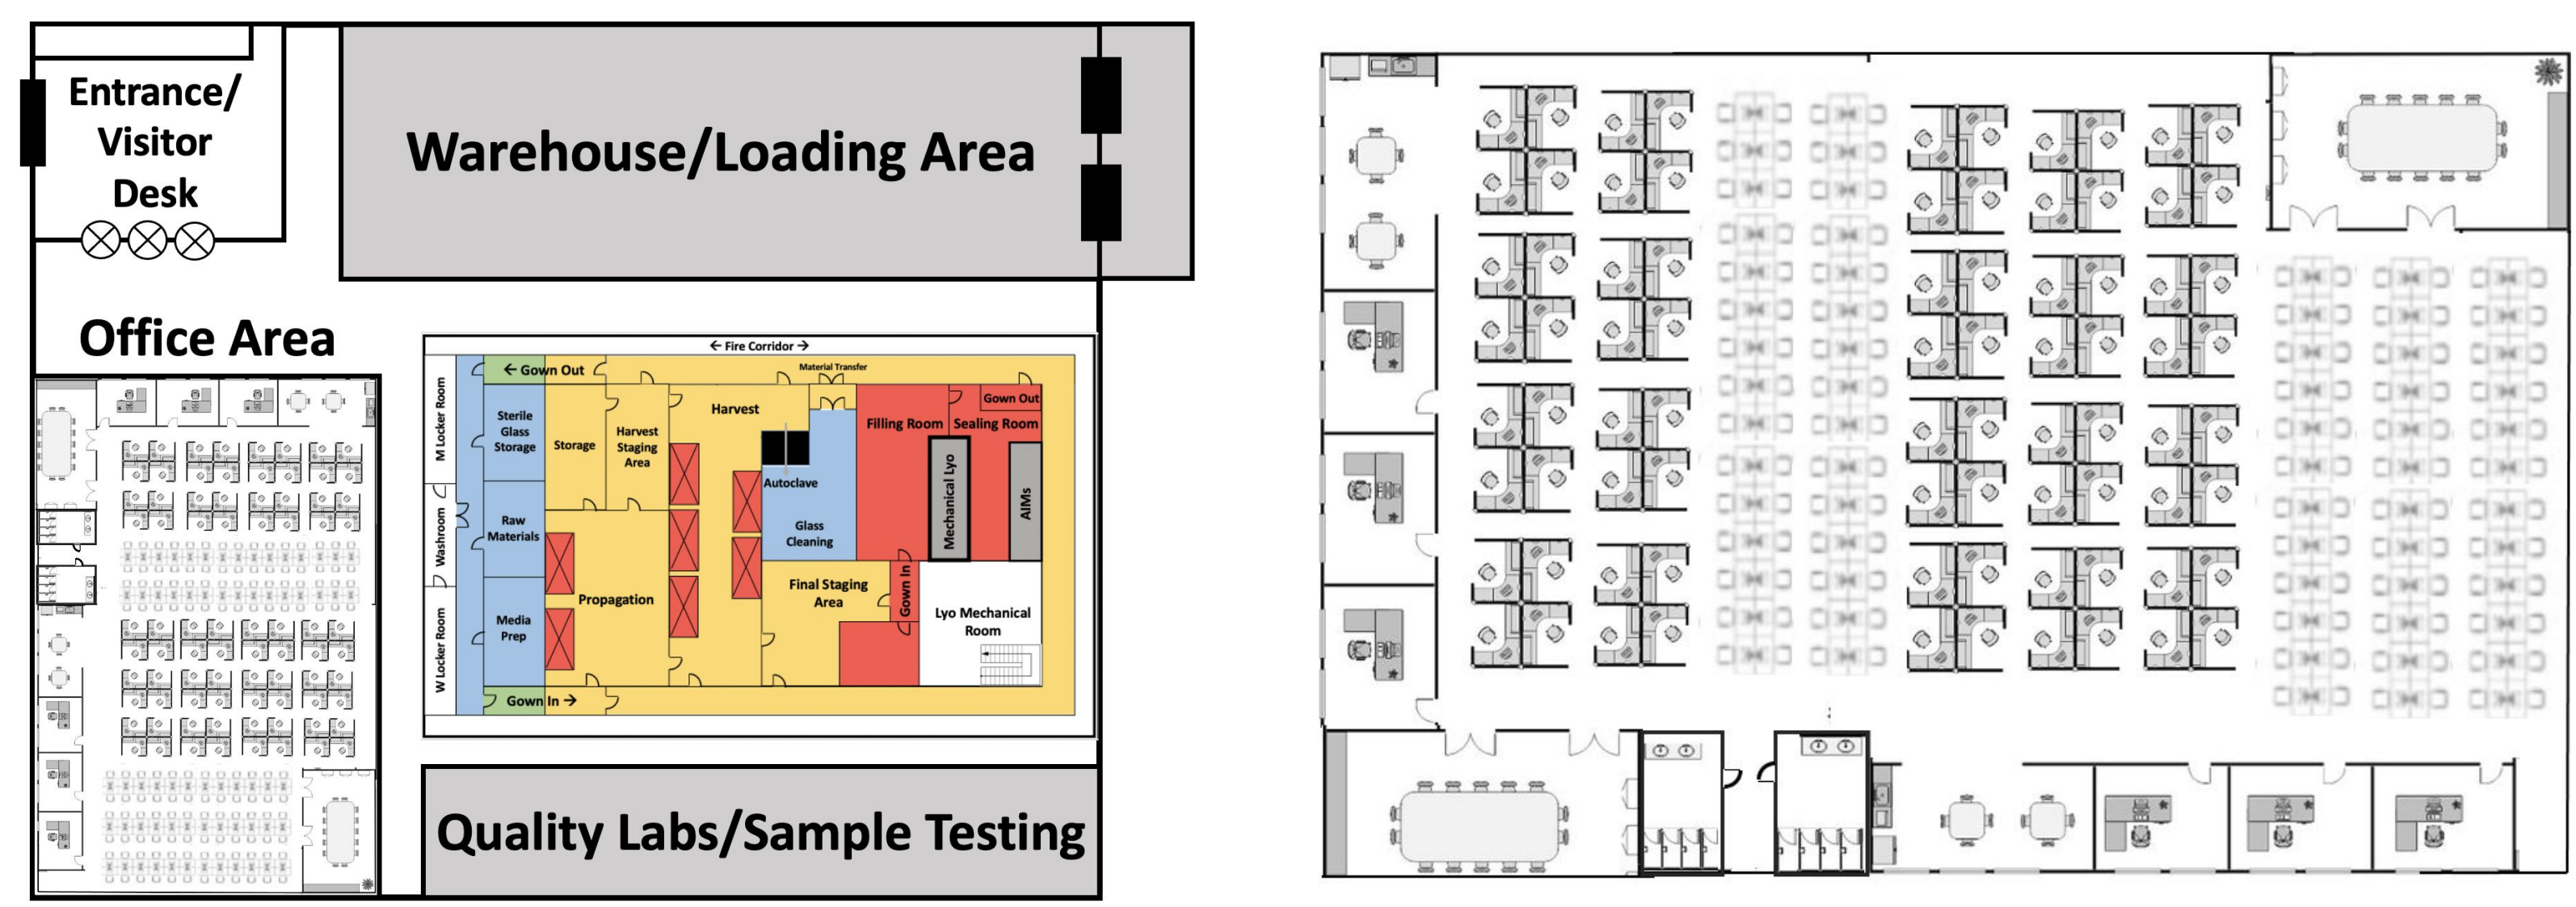 Entrance/
Visitor
Desk
Warehouse/Loading Area
Office Area
← Fire Corridor →
← Gown Out
Material Transfer
M Locker Room
Washroom
W Locker Room
Sterile
Glass
Storage
Raw
Materials
Media
Prep
Storage
Harvest
Staging
Area
Harvest
Autoclave
Glass
Cleaning
Filling Room
Sealing Room
Gown Out
Mechanical Lyo
AIMs
Propagation
Final Staging
Area
Gown In
Lyo Mechanical
Room
Gown In →
Quality Labs/Sample Testing